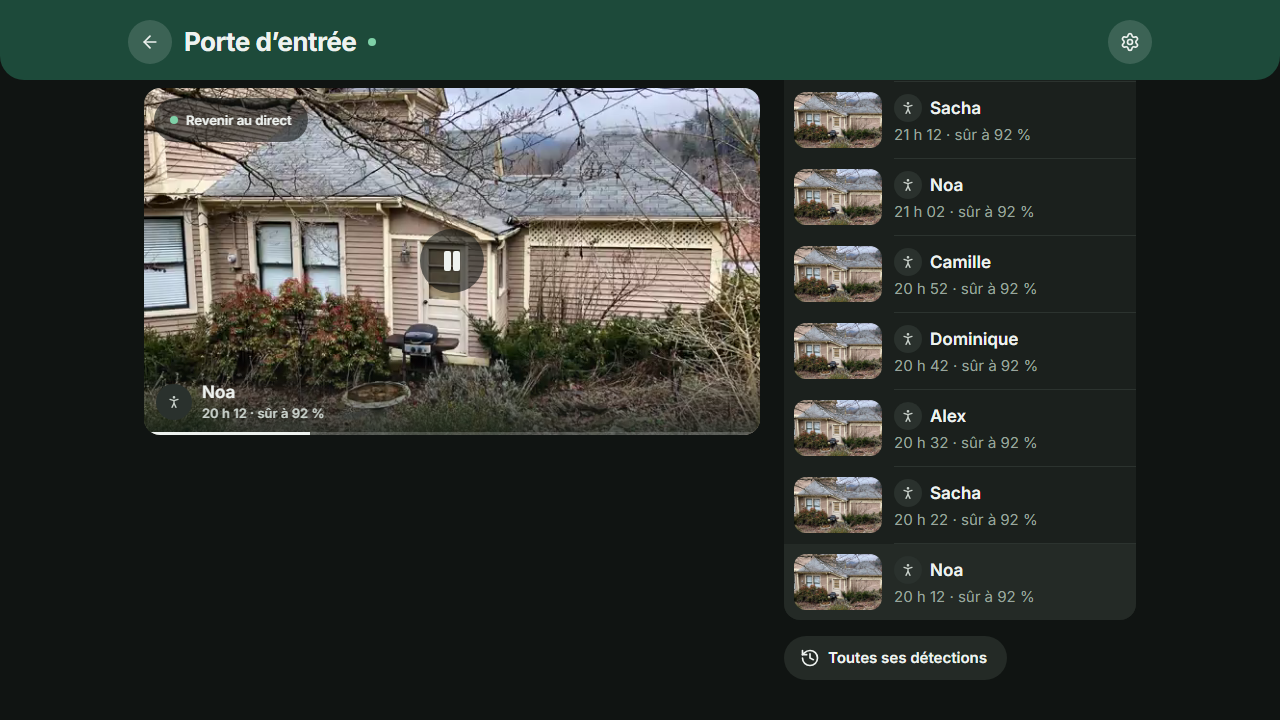 Porte d’entrée
Revenir au direct
Noa
20 h 12 · sûr à 92 %
Sacha
21 h 12 · sûr à 92 %
Noa
21 h 02 · sûr à 92 %
Camille
20 h 52 · sûr à 92 %
Dominique
20 h 42 · sûr à 92 %
Alex
20 h 32 · sûr à 92 %
Sacha
20 h 22 · sûr à 92 %
Noa
20 h 12 · sûr à 92 %
Toutes ses détections